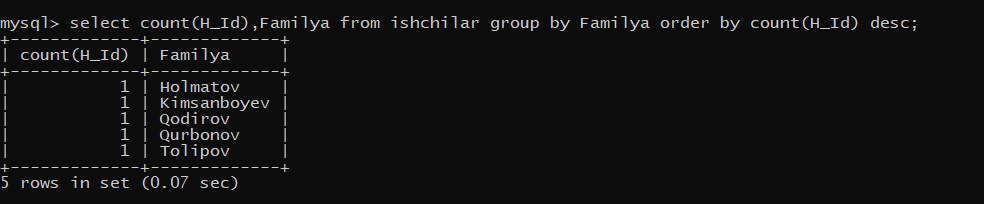 mysql> select count(H_Id),Familya from ishchilar group by Familya order by count(H_Id) desc;
+-------------+-------------+
| count(H_Id) | Familya     |
+-------------+-------------+
|           1 | Holmatov    |
|           1 | Kimsanboyev |
|           1 | Qodirov     |
|           1 | Qurbonov    |
|           1 | Tolipov     |
+-------------+-------------+
5 rows in set (0.07 sec)